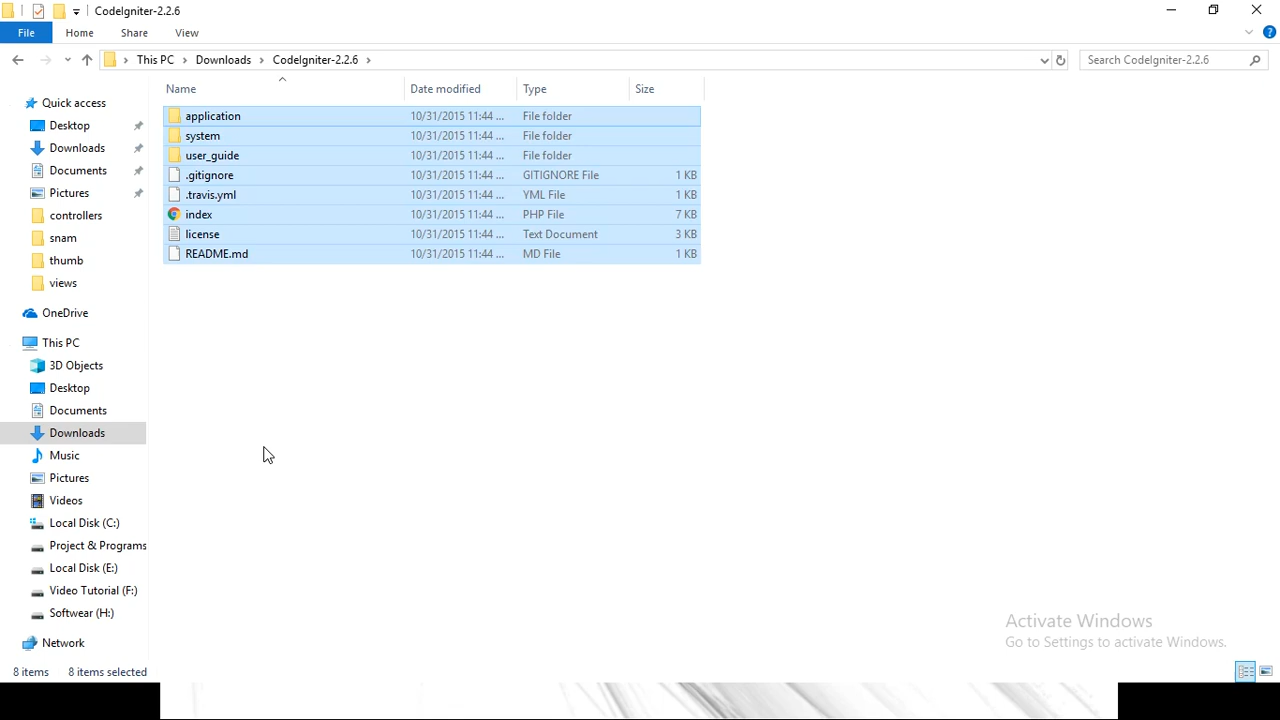 CodeIgniter-2.2.6
File Home Share View
This PC Downloads CodeIgniter-2.2.6 Search CodeIgniter-2.2.6
Name Date modified Type Size
application 10/31/2015 11:44 ... File folder
system 10/31/2015 11:44 ... File folder
user_guide 10/31/2015 11:44 ... File folder
.gitignore 10/31/2015 11:44 ... GITIGNORE File 1 KB
.travis.yml 10/31/2015 11:44 ... YML File 1 KB
index 10/31/2015 11:44 ... PHP File 7 KB
license 10/31/2015 11:44 ... Text Document 3 KB
README.md 10/31/2015 11:44 ... MD File 1 KB
Quick access
Desktop
Downloads
Documents
Pictures
controllers
snam
thumb
views
OneDrive
This PC
3D Objects
Desktop
Documents
Downloads
Music
Pictures
Videos
Local Disk (C:)
Project & Programs
Local Disk (E:)
Video Tutorial (F:)
Softwear (H:)
Network
Activate Windows
Go to Settings to activate Windows.
8 items 8 items selected